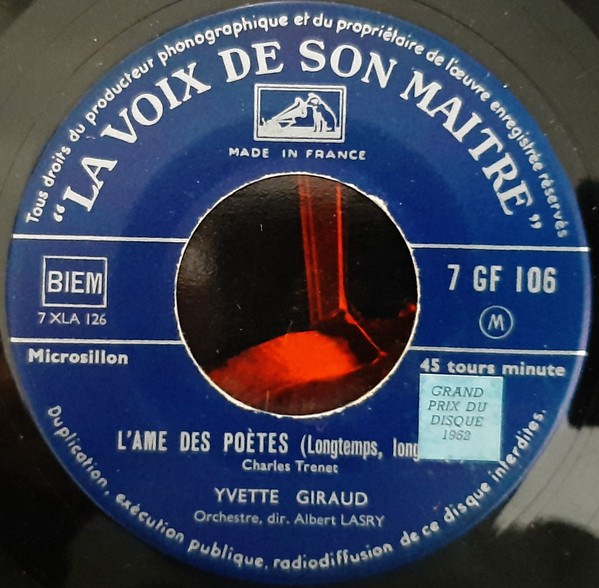 Tous droits du producteur phonographique et du propriétaire de l'œuvre enregistrée réservés
"LA VOIX DE SON MAITRE"
MADE IN FRANCE
BIEM
7 XLA 126
7 GF 106
M
Microsillon
45 tours minute
GRAND
PRIX DU
DISQUE
1962
L'AME DES POÈTES (Longtemps,
Charles Trenet
YVETTE GIRAUD
Orchestre, dir. Albert LASRY
Duplication, exécution publique, radiodiffusion de ce disque interdites.